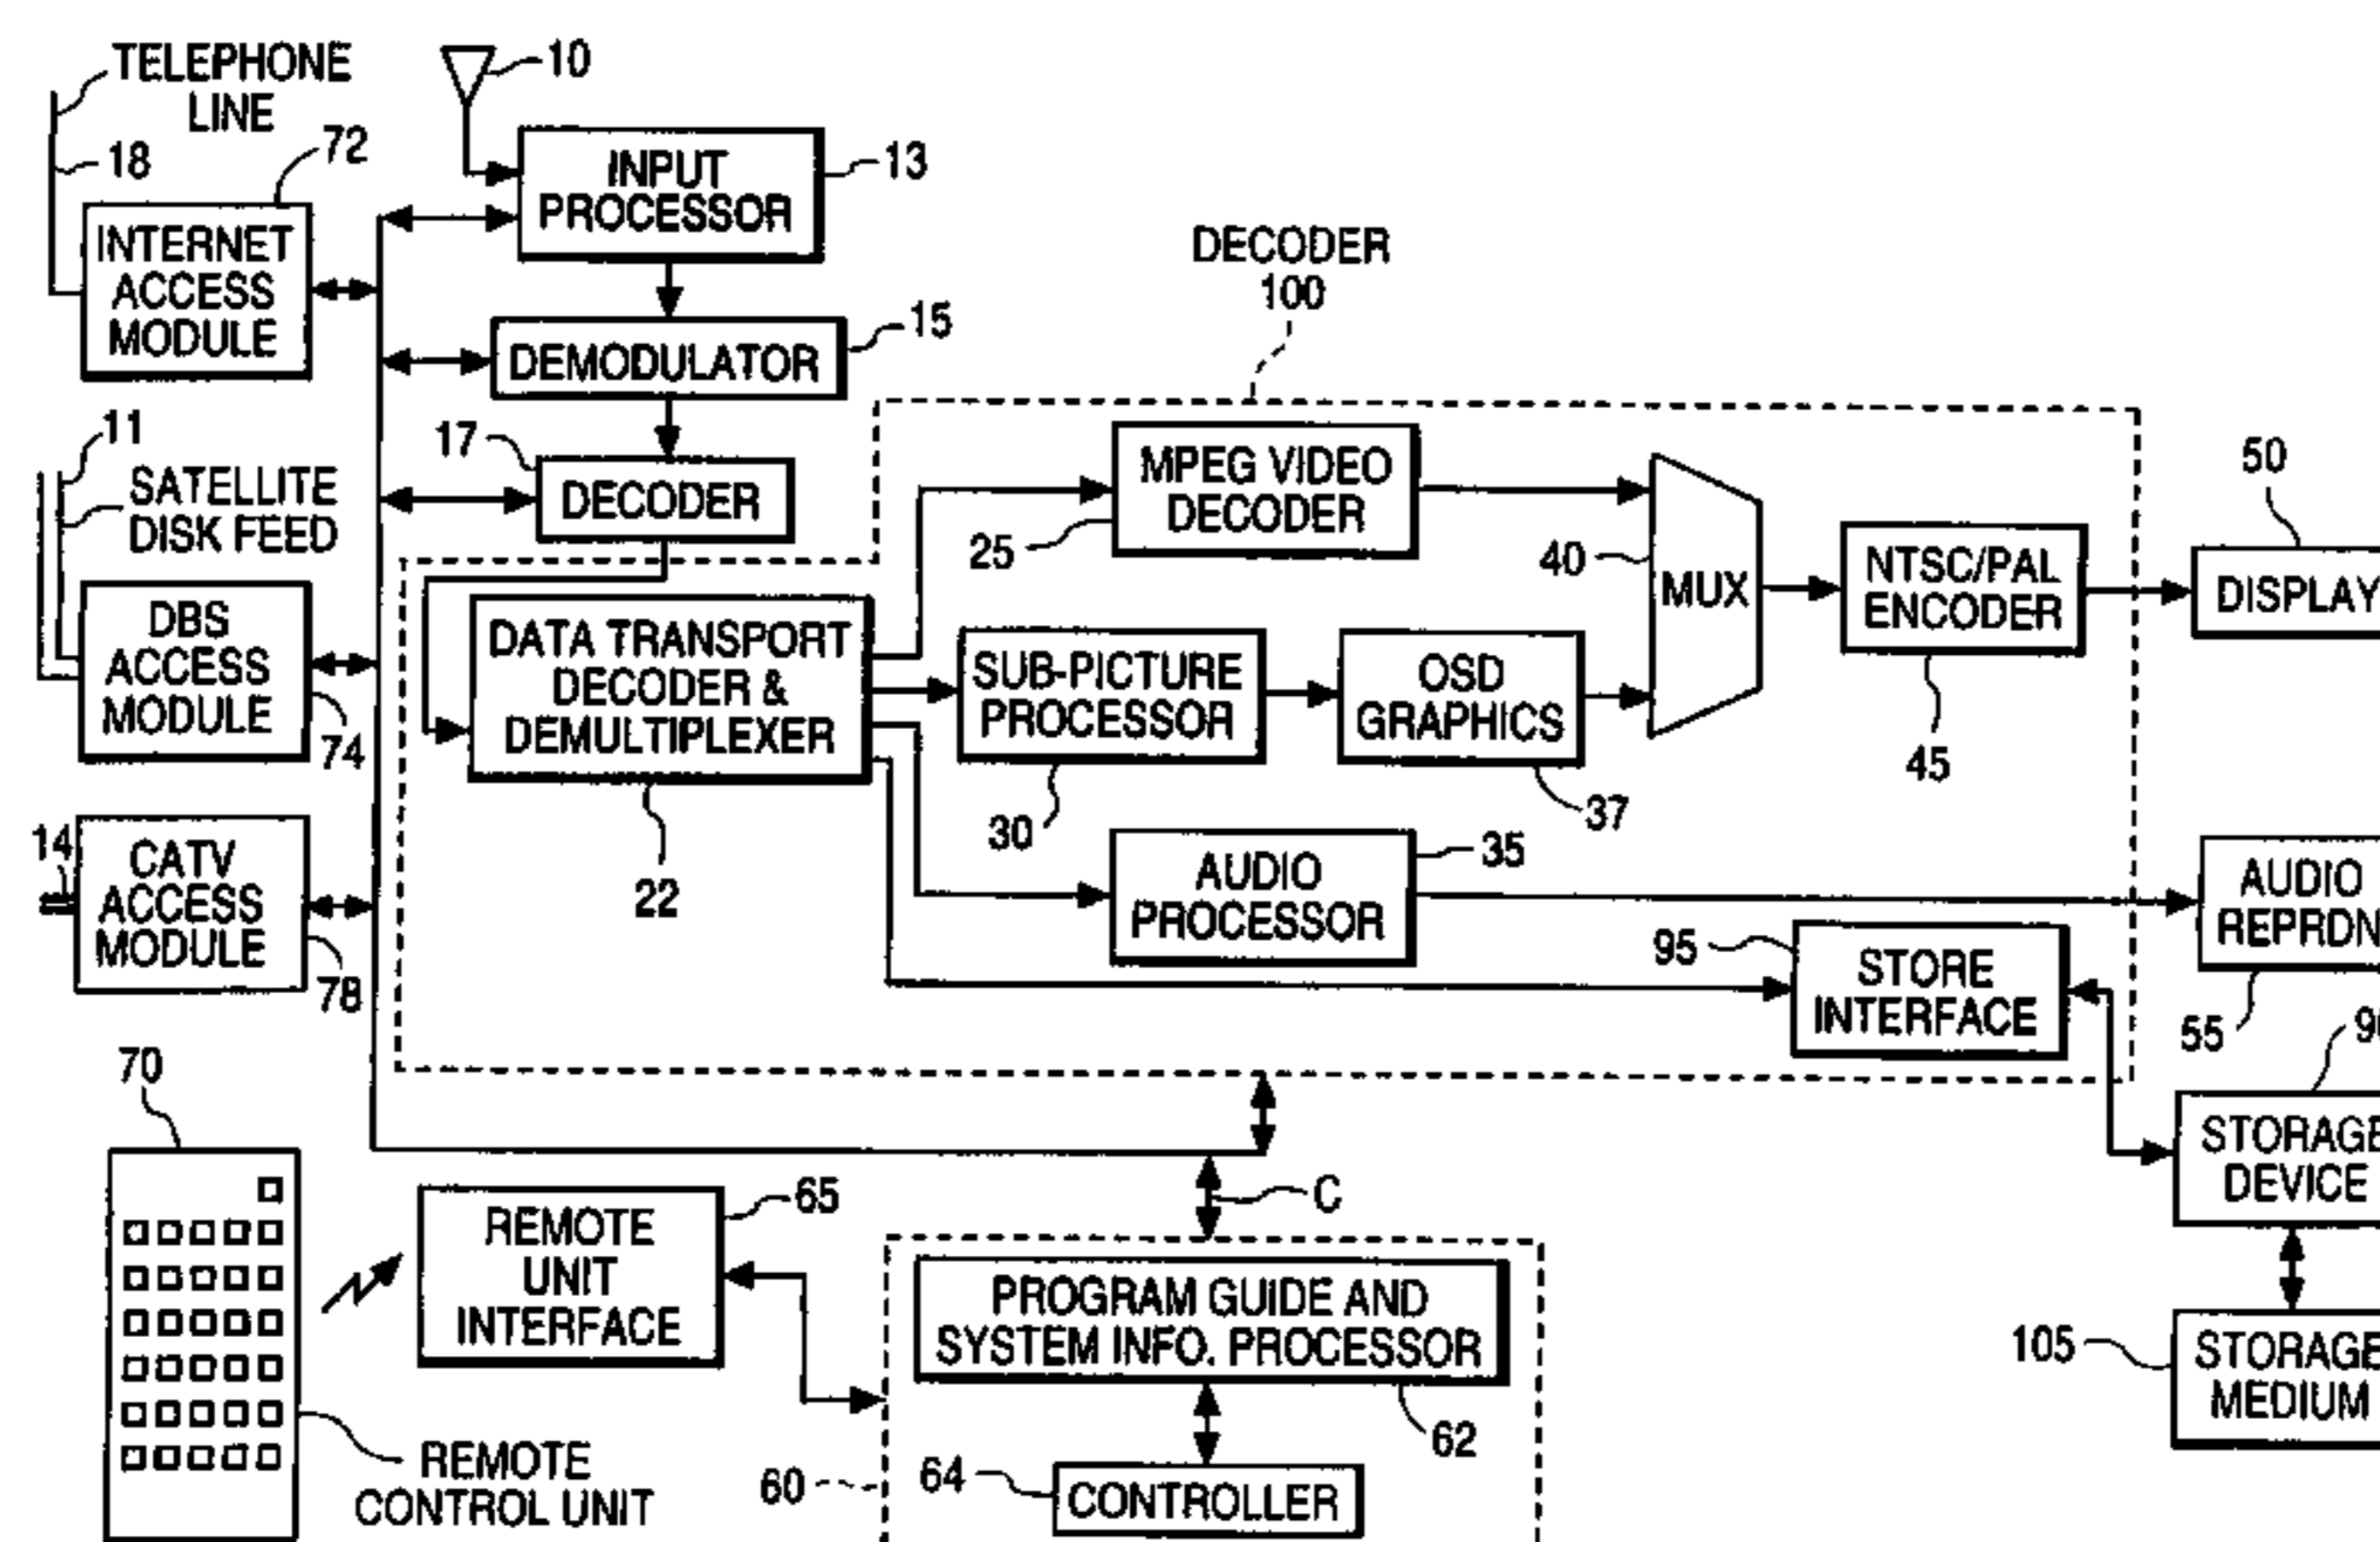 TELEPHONE
LINE
10
18
72
INPUT
PROCESSOR
13
INTERNET
ACCESS
MODULE
DECODER
100
15
DEMODULATOR
11
SATELLITE
DISK FEED
17
DECODER
MPEG VIDEO
DECODER
25
40
MUX
NTSC/PAL
ENCODER
45
50
DISPLAY
DBS
ACCESS
MODULE
74
DATA TRANSPORT
DECODER &
DEMULTIPLEXER
22
SUB-PICTURE
PROCESSOR
30
OSD
GRAPHICS
37
14
CATV
ACCESS
MODULE
78
AUDIO
PROCESSOR
35
AUDIO
REPRDN
55
95
STORE
INTERFACE
STORAGE
DEVICE
70
65
REMOTE
UNIT
INTERFACE
C
PROGRAM GUIDE AND
SYSTEM INFO. PROCESSOR
62
105
STORAGE
MEDIUM
REMOTE
CONTROL UNIT
60
64
CONTROLLER